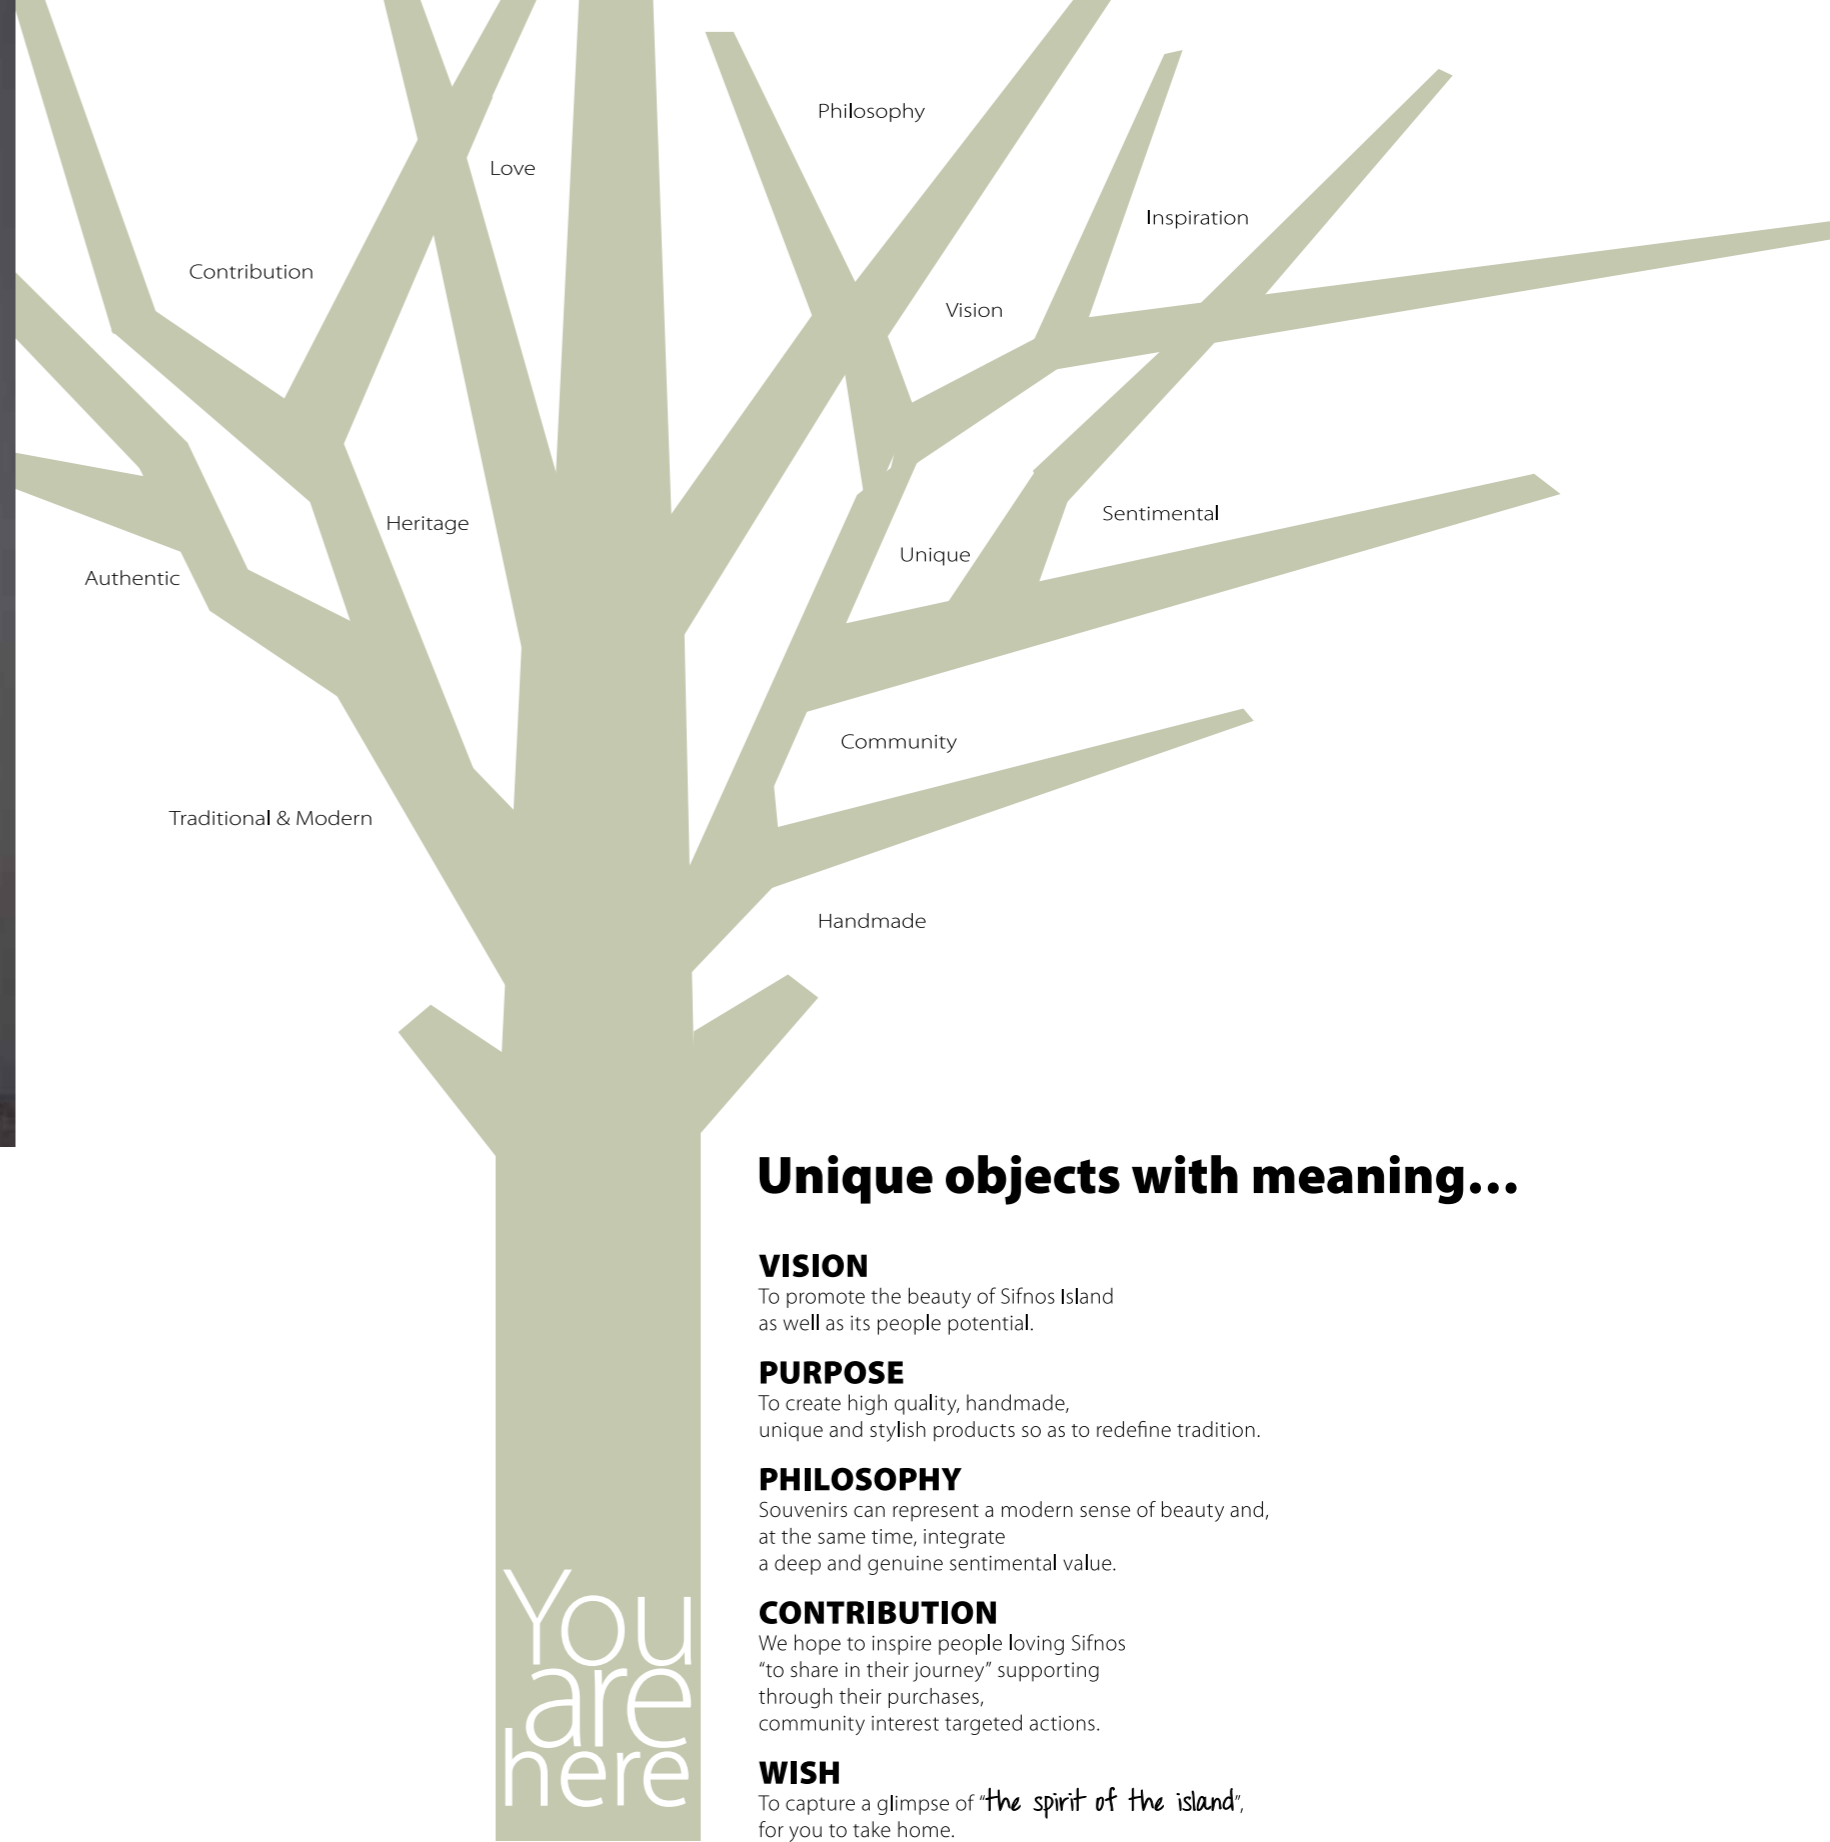 Philosophy
Love
Inspiration
Contribution
Vision
Sentimental
Heritage
Unique
Authentic
Community
Traditional & Modern
Handmade
Unique objects with meaning...
VISION
To promote the beauty of Sifnos Island
as well as its people potential.
PURPOSE
To create high quality, handmade,
unique and stylish products so as to redefine tradition.
PHILOSOPHY
Souvenirs can represent a modern sense of beauty and,
at the same time, integrate
a deep and genuine sentimental value.
CONTRIBUTION
We hope to inspire people loving Sifnos
“to share in their journey” supporting
through their purchases,
community interest targeted actions.
WISH
To capture a glimpse of “the spirit of the island”,
for you to take home.
You
are
here